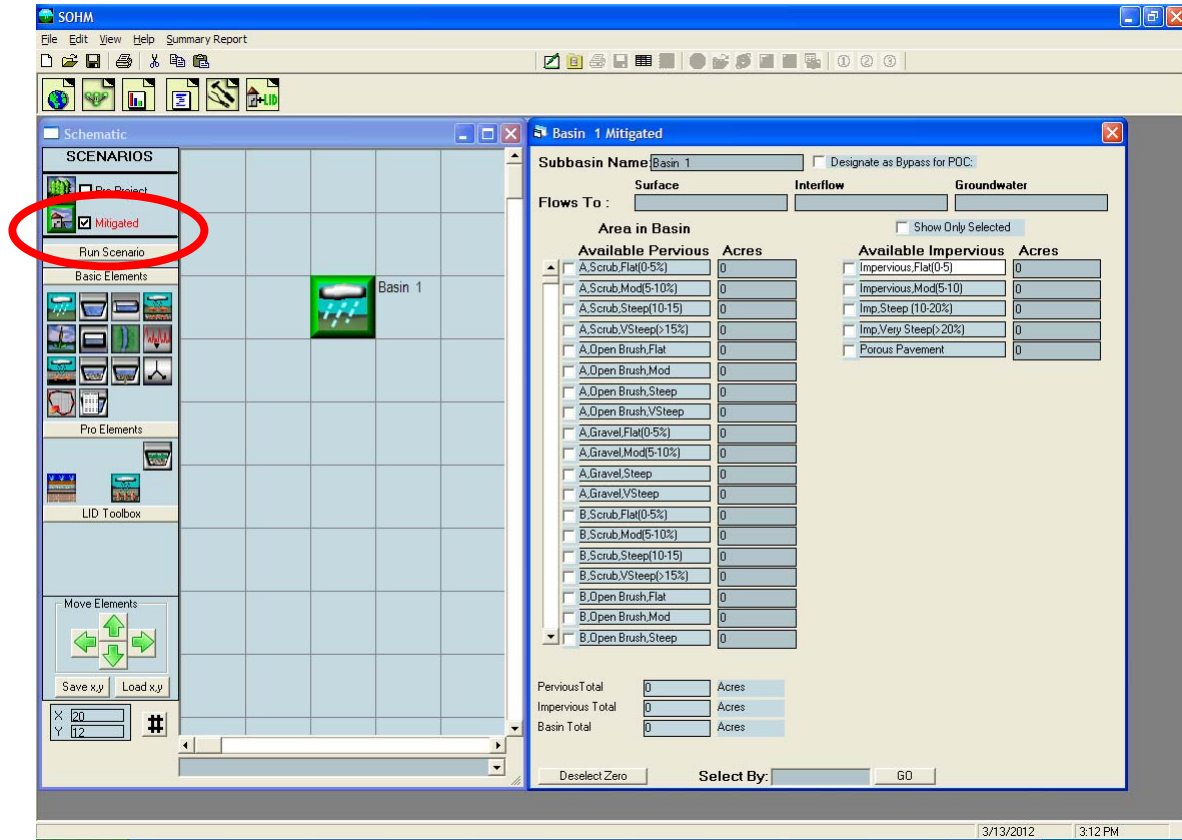 SOHM
File Edit View Help Summary Report
Schematic
SCENARIOS
Pre-Project
Mitigated
Run Scenario
Basic Elements
Pro Elements
LID Toolbox
Move Elements
Save x,y Load x,y
X 20
Y 12
#
+LID
Basin 1
Basin 1 Mitigated
Subbasin Name: Basin 1 Designate as Bypass for POC:
Surface Interflow Groundwater
Flows To :
Area in Basin Show Only Selected
Available Pervious Acres Available Impervious Acres
A,Scrub,Flat(0-5%) 0 Impervious,Flat(0-5) 0
A,Scrub,Mod(5-10%) 0 Impervious,Mod(5-10) 0
A,Scrub,Steep(10-15) 0 Imp,Steep (10-20%) 0
A,Scrub,VSteep(>15%) 0 Imp,Very Steep(>20%) 0
A,Open Brush,Flat 0 Porous Pavement 0
A,Open Brush,Mod 0
A,Open Brush,Steep 0
A,Open Brush,VSteep 0
A,Gravel,Flat(0-5%) 0
A,Gravel,Mod(5-10%) 0
A,Gravel,Steep 0
A,Gravel,VSteep 0
B,Scrub,Flat(0-5%) 0
B,Scrub,Mod(5-10%) 0
B,Scrub,Steep(10-15) 0
B,Scrub,VSteep(>15%) 0
B,Open Brush,Flat 0
B,Open Brush,Mod 0
B,Open Brush,Steep 0
PerviousTotal 0 Acres
Impervious Total 0 Acres
Basin Total 0 Acres
Deselect Zero Select By: GO
3/13/2012 3:12 PM